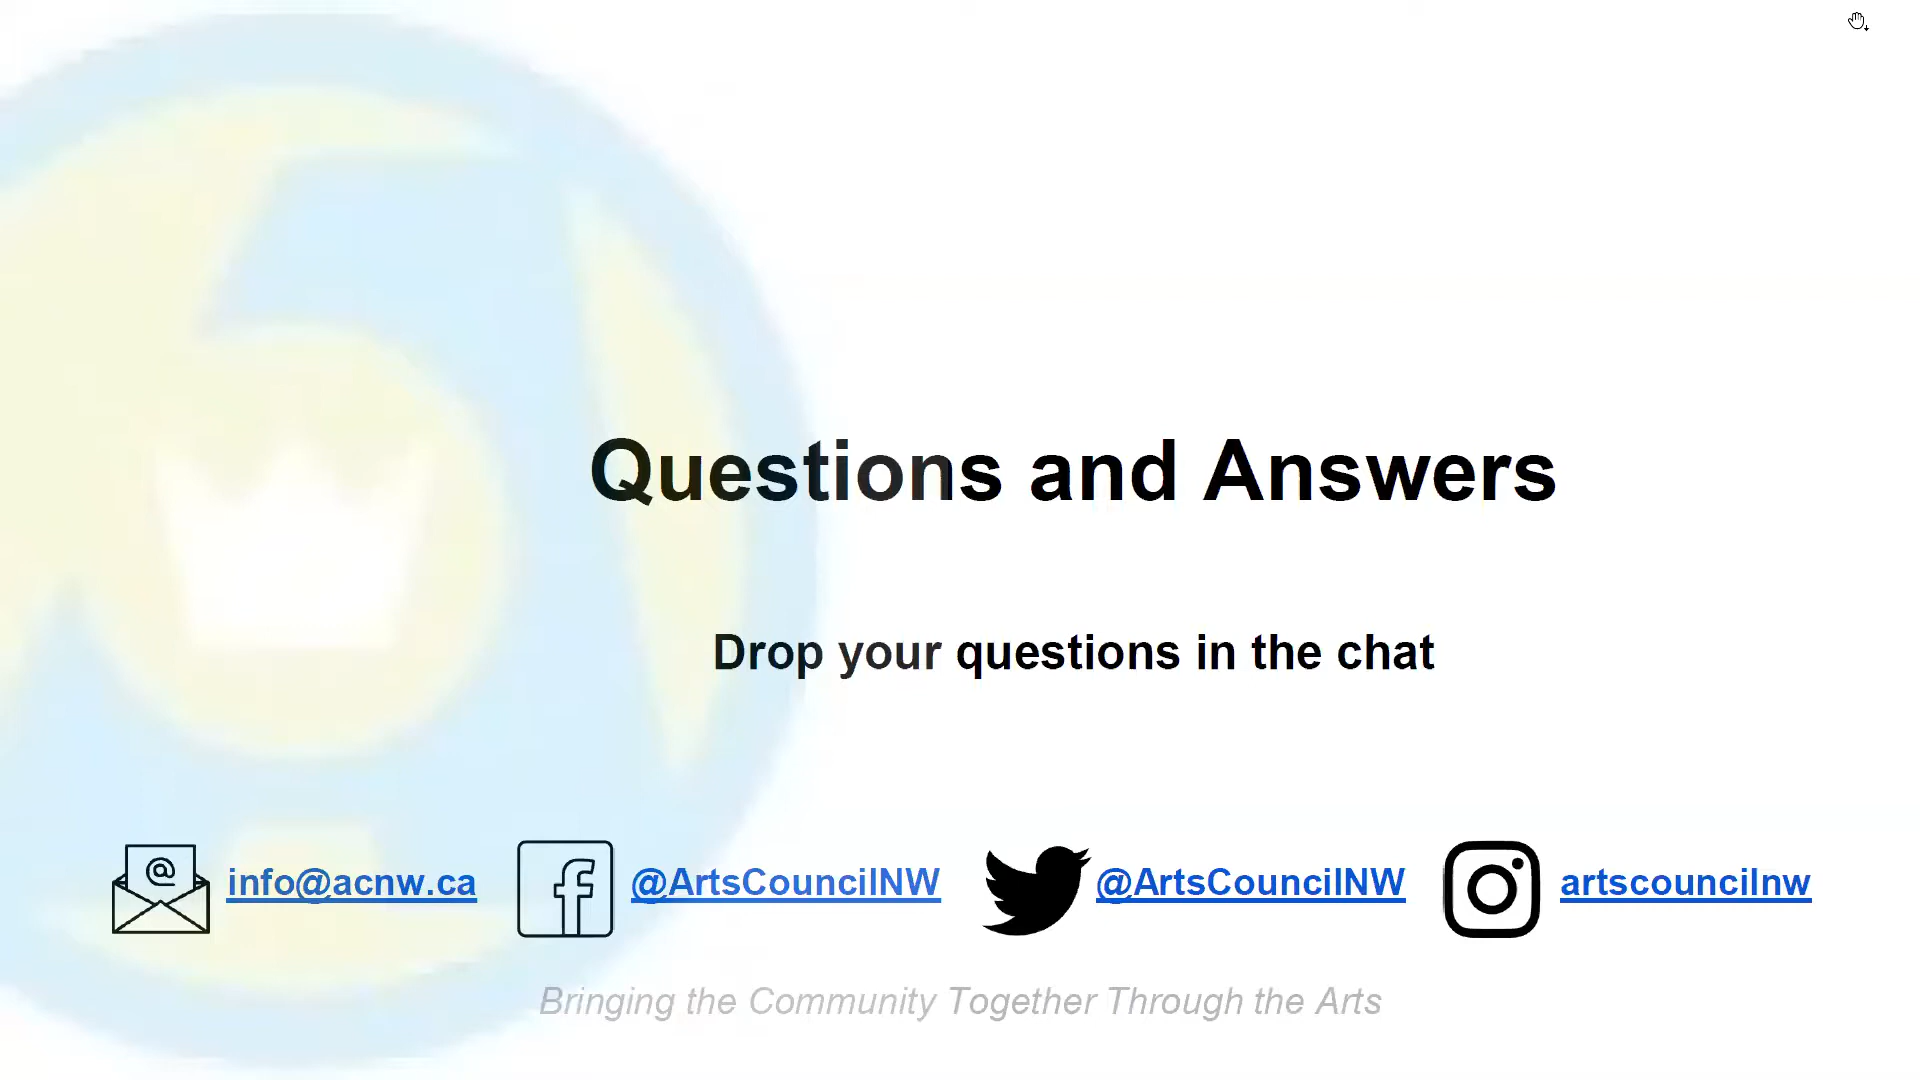 Questions and Answers
Drop your questions in the chat
info@acnw.ca @ArtsCouncilNW @ArtsCouncilNW artscouncilnw
Bringing the Community Together Through the Arts